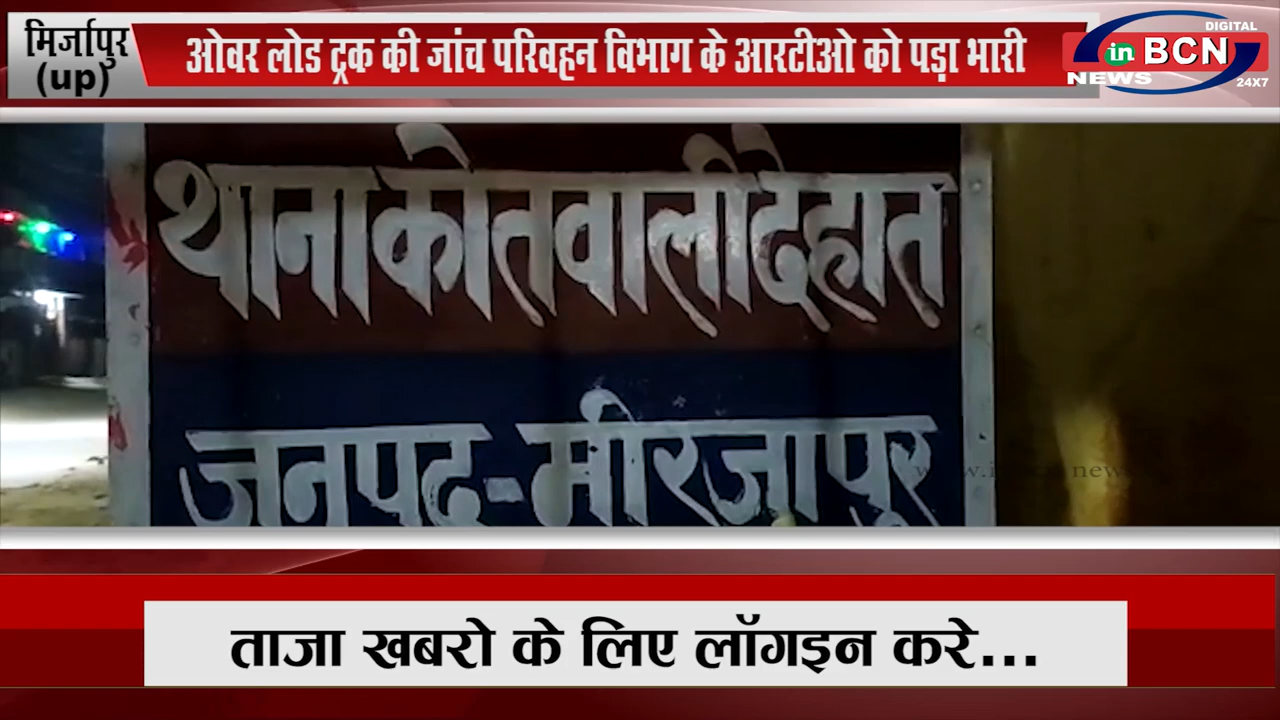 मिर्जापुर
(up)
ओवर लोड ट्रक की जांच परिवहन विभाग के आरटीओ को पड़ा भारी
DIGITAL
in BCN
NEWS
24X7
थाना कोतवाली देहात
जनपद-मीरजापुर
ताजा खबरो के लिए लॉगइन करे...